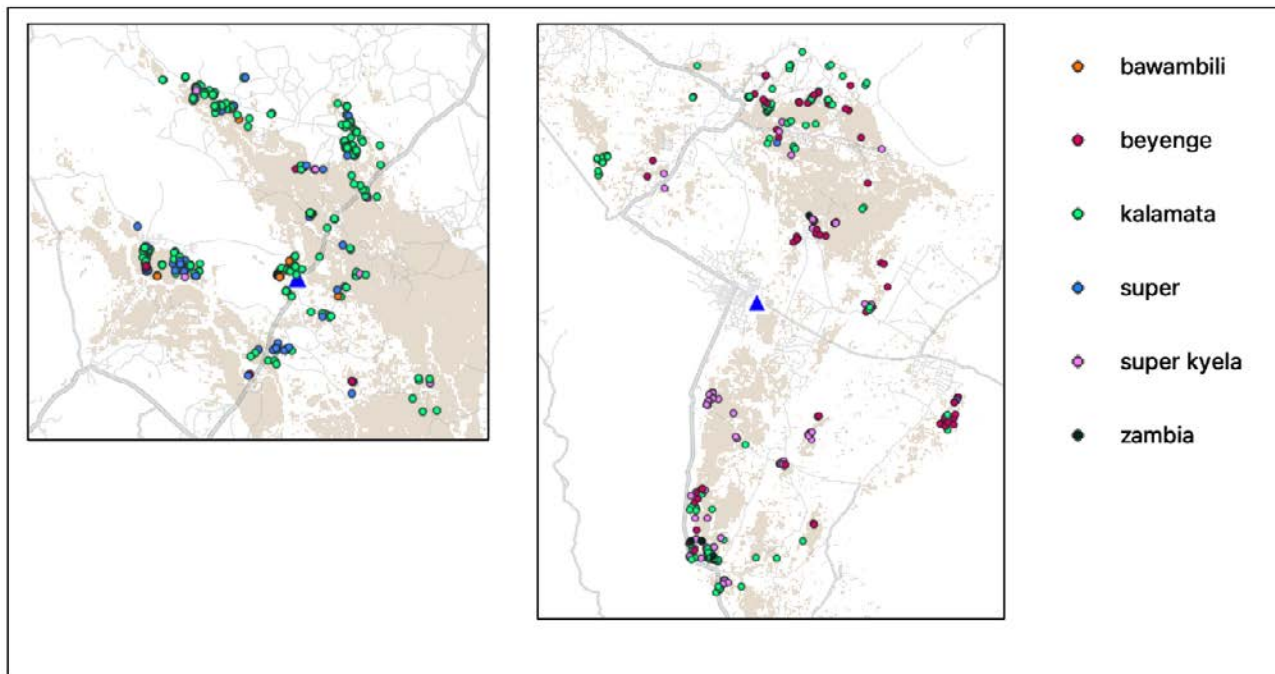 bawambili
beyenge
kalamata
super
super kyela
zambia